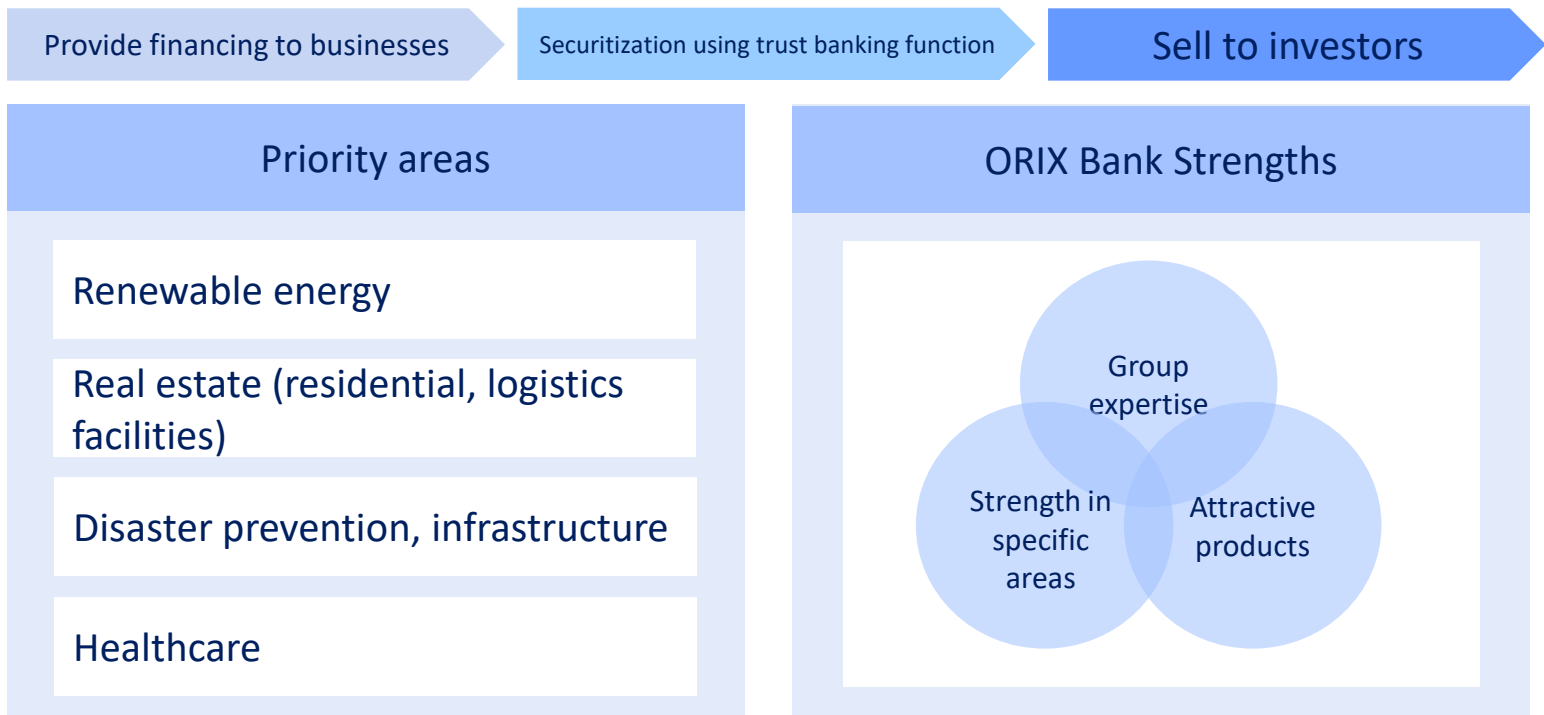 Provide financing to businesses
Securitization using trust banking function
Sell to investors
Priority areas
Renewable energy
Real estate (residential, logistics
facilities)
Disaster prevention, infrastructure
Healthcare
ORIX Bank Strengths
Group
expertise
Strength in
specific
areas
Attractive
products